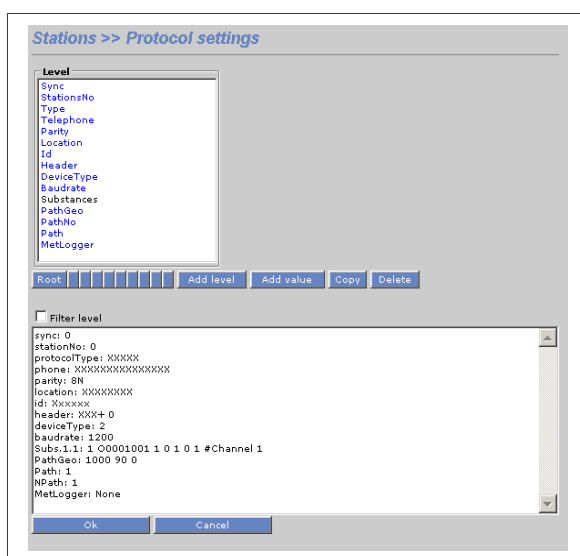 Stations >> Protocol settings
Level
Sync
StationsNo
Type
Telephone
Parity
Location
Id
Header
DeviceType
Baudrate
Substances
PathGeo
PathNo
Path
MetLogger
Root Add level Add value Copy Delete
Filter level
sync: 0
stationNo: 0
protocolType: XXXXX
phone: XXXXXXXXXXXXXXX
parity: 8N
location: XXXXXXXX
id: Xxxxxx
header: XXX+ 0
deviceType: 2
baudrate: 1200
Subs.1.1: 1 O0001001 1 0 1 0 1 #Channel 1
PathGeo: 1000 90 0
Path: 1
NPath: 1
MetLogger: None
Ok Cancel